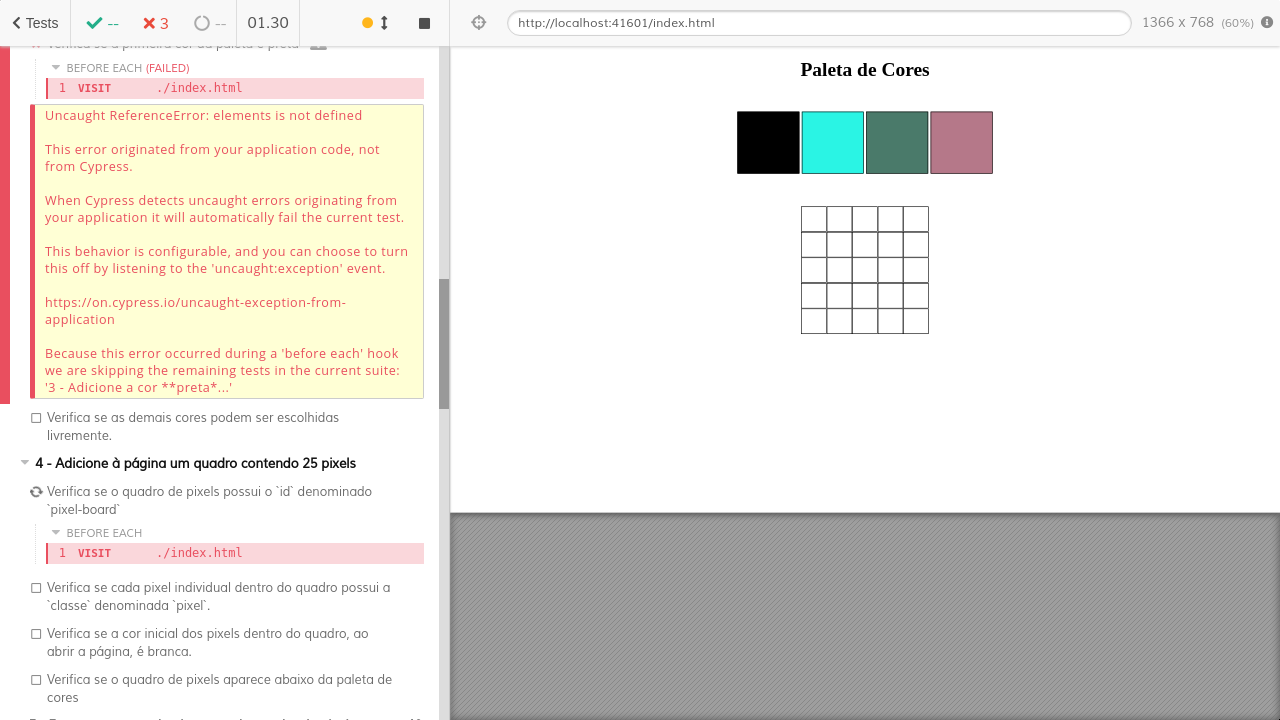 Tests
--
3
--
01.30
http://localhost:41601/index.html
1366 x 768 (60%)
Verifica se a primeira cor da paleta é preta
BEFORE EACH (FAILED)
1 VISIT ./index.html
Uncaught ReferenceError: elements is not defined
This error originated from your application code, not
from Cypress.
When Cypress detects uncaught errors originating from
your application it will automatically fail the current test.
This behavior is configurable, and you can choose to turn
this off by listening to the 'uncaught:exception' event.
https://on.cypress.io/uncaught-exception-from-
application
Because this error occurred during a 'before each' hook
we are skipping the remaining tests in the current suite:
'3 - Adicione a cor **preta*...'
Verifica se as demais cores podem ser escolhidas
livremente.
4 - Adicione à página um quadro contendo 25 pixels
Verifica se o quadro de pixels possui o `id` denominado
`pixel-board`
BEFORE EACH
1 VISIT ./index.html
Verifica se cada pixel individual dentro do quadro possui a
`classe` denominada `pixel`.
Verifica se a cor inicial dos pixels dentro do quadro, ao
abrir a página, é branca.
Verifica se o quadro de pixels aparece abaixo da paleta de
cores
Paleta de Cores